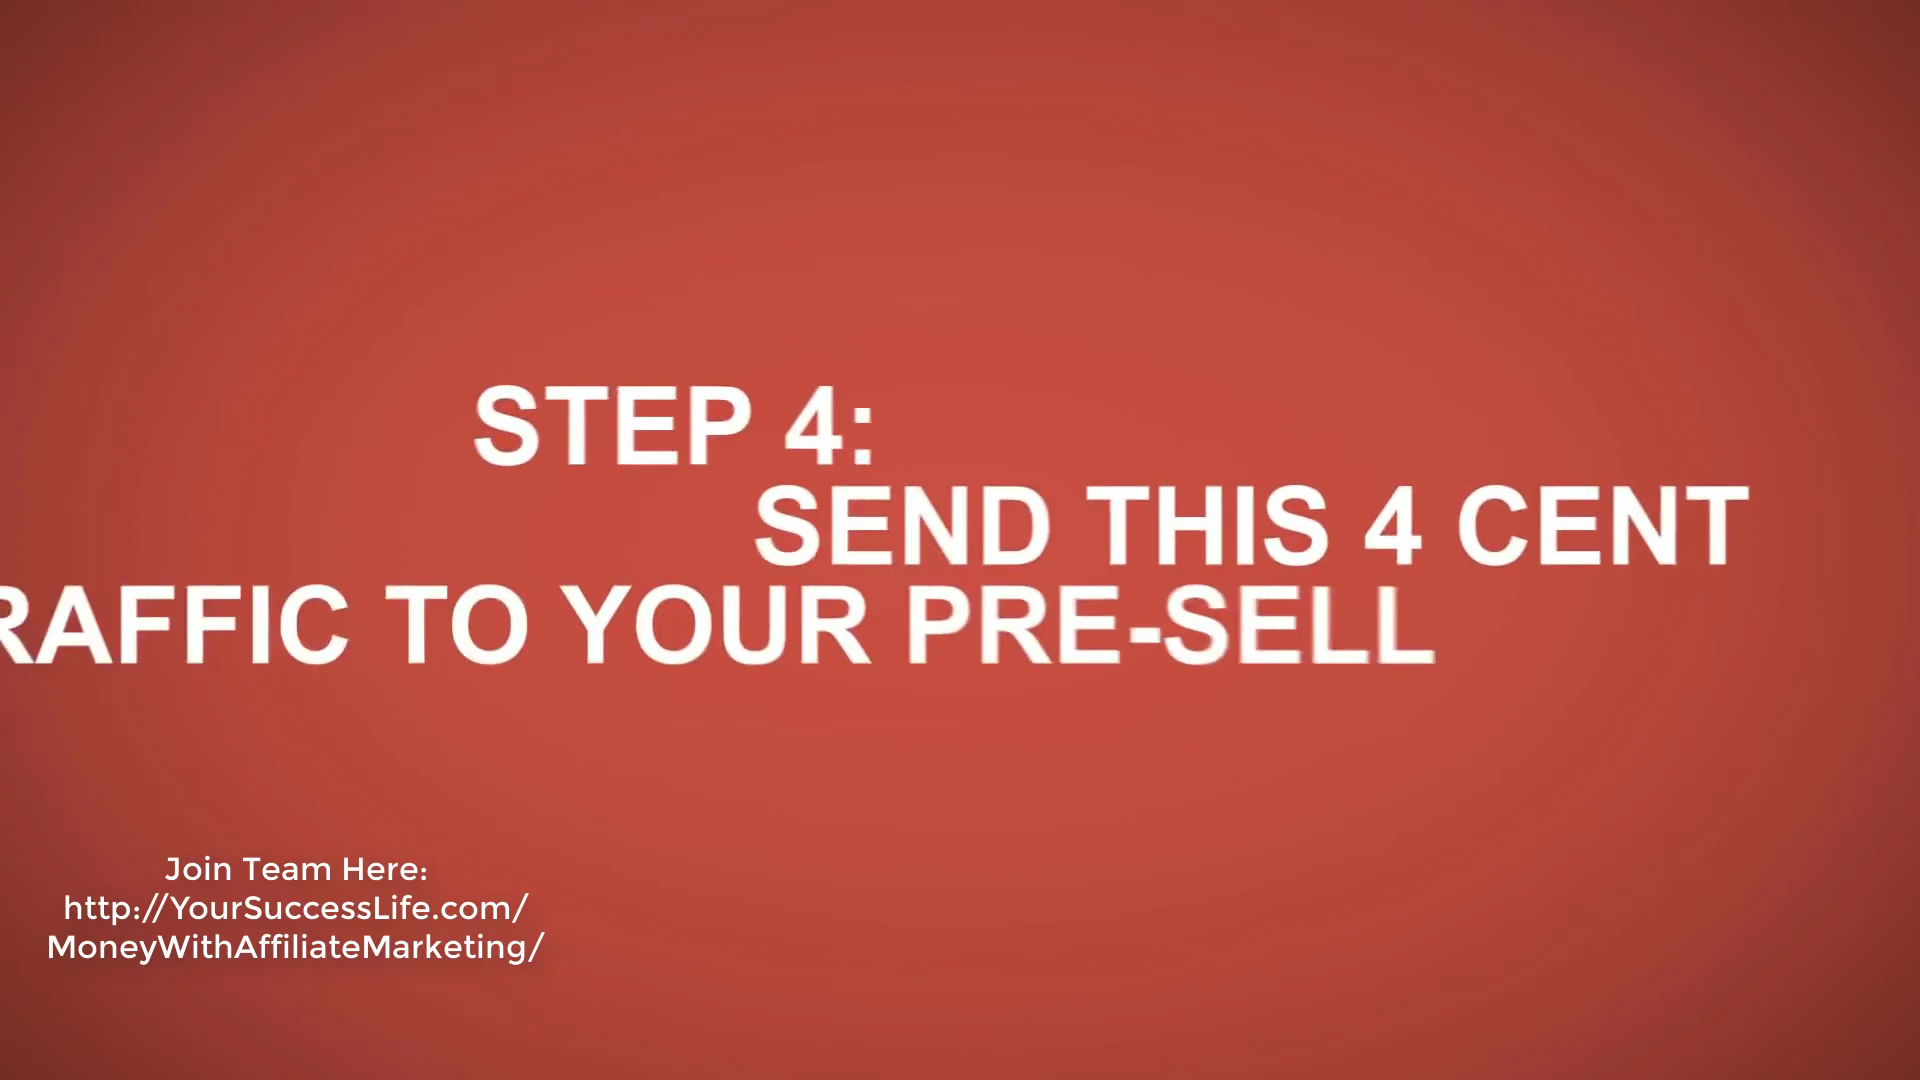 STEP 4:
SEND THIS 4 CENT
RAFFIC TO YOUR PRE-SELL
Join Team Here:
http://YourSuccessLife.com/
MoneyWithAffiliateMarketing/